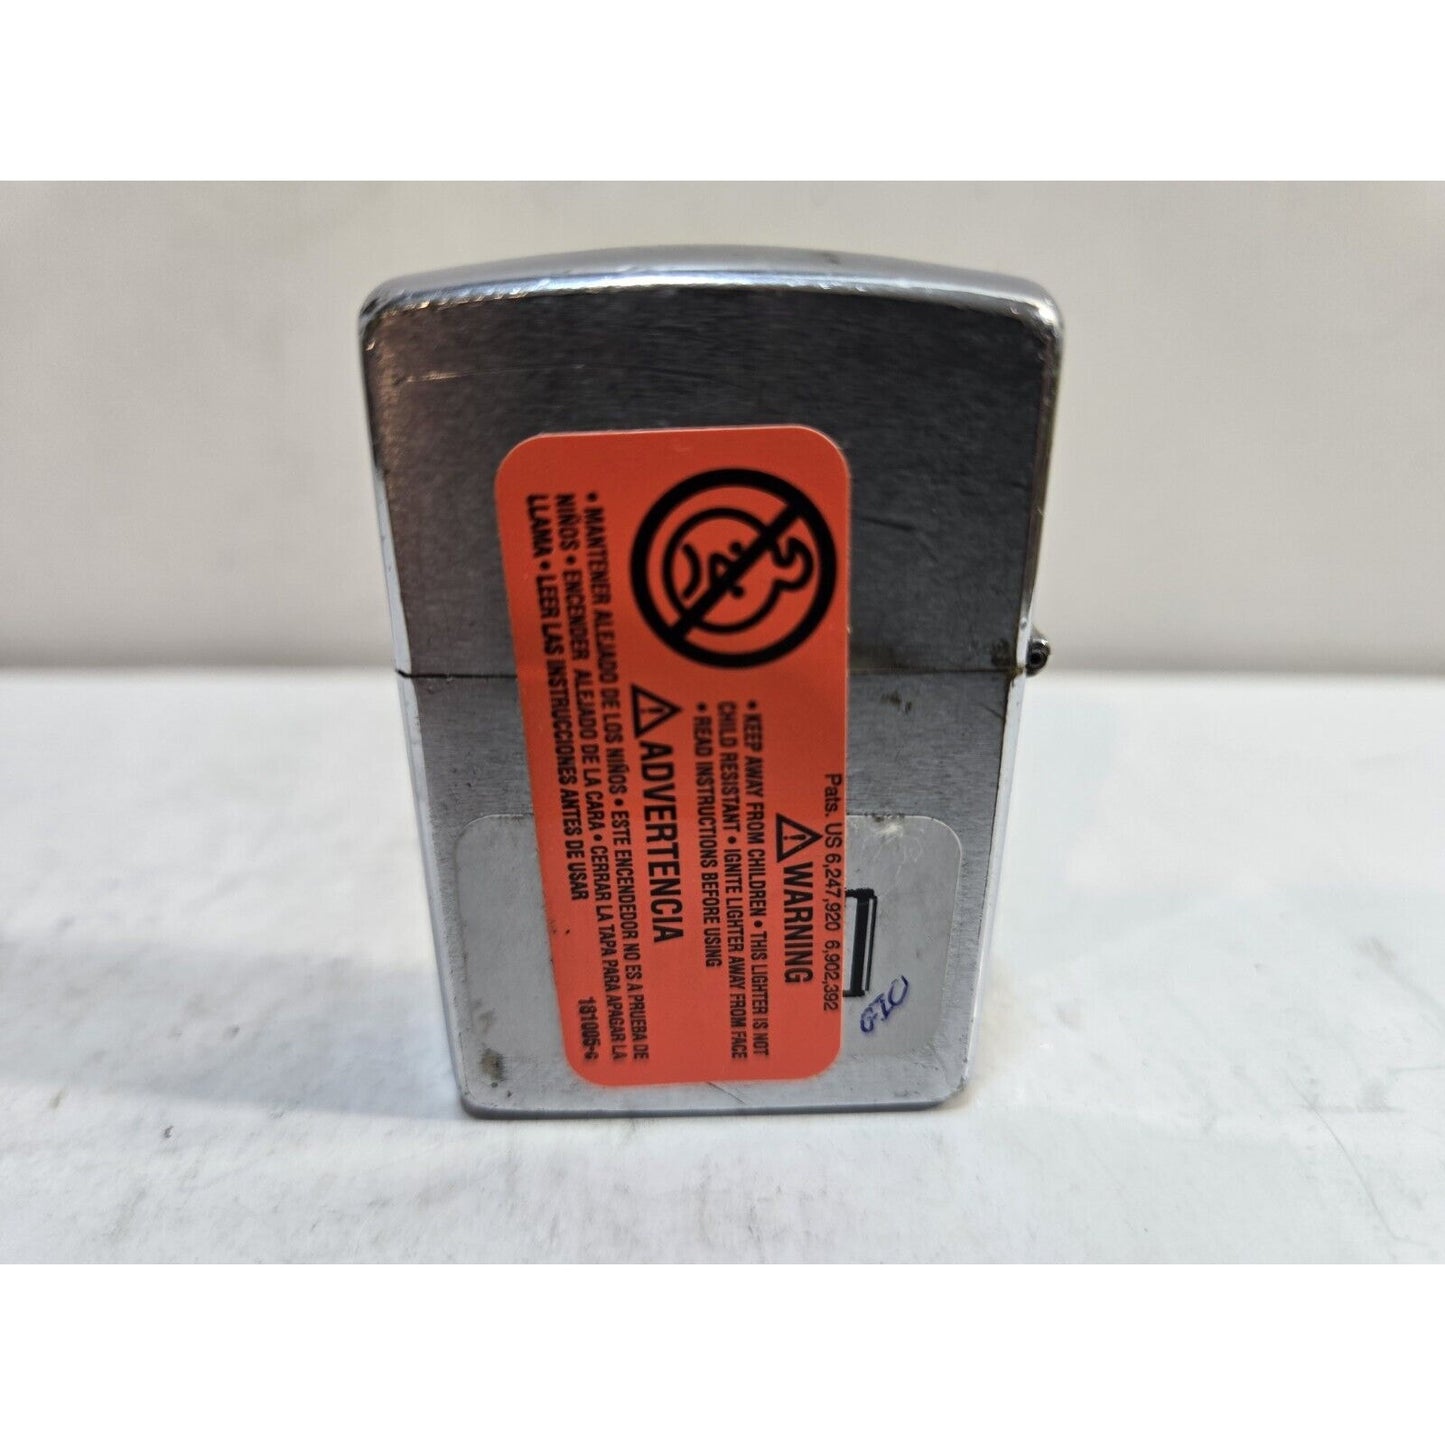 Pats. US 6,247,920 6,902,392
WARNING
• KEEP AWAY FROM CHILDREN • THIS LIGHTER IS NOT
CHILD RESISTANT • IGNITE LIGHTER AWAY FROM FACE
• READ INSTRUCTIONS BEFORE USING
ADVERTENCIA
• MANTENER ALEJADO DE LOS NIÑOS • ESTE ENCENDEDOR NO ES A PRUEBA DE
NIÑOS • ENCENDER ALEJADO DE LA CARA • CERRAR LA TAPA PARA APAGAR LA
LLAMA • LEER LAS INSTRUCCIONES ANTES DE USAR
181005-G